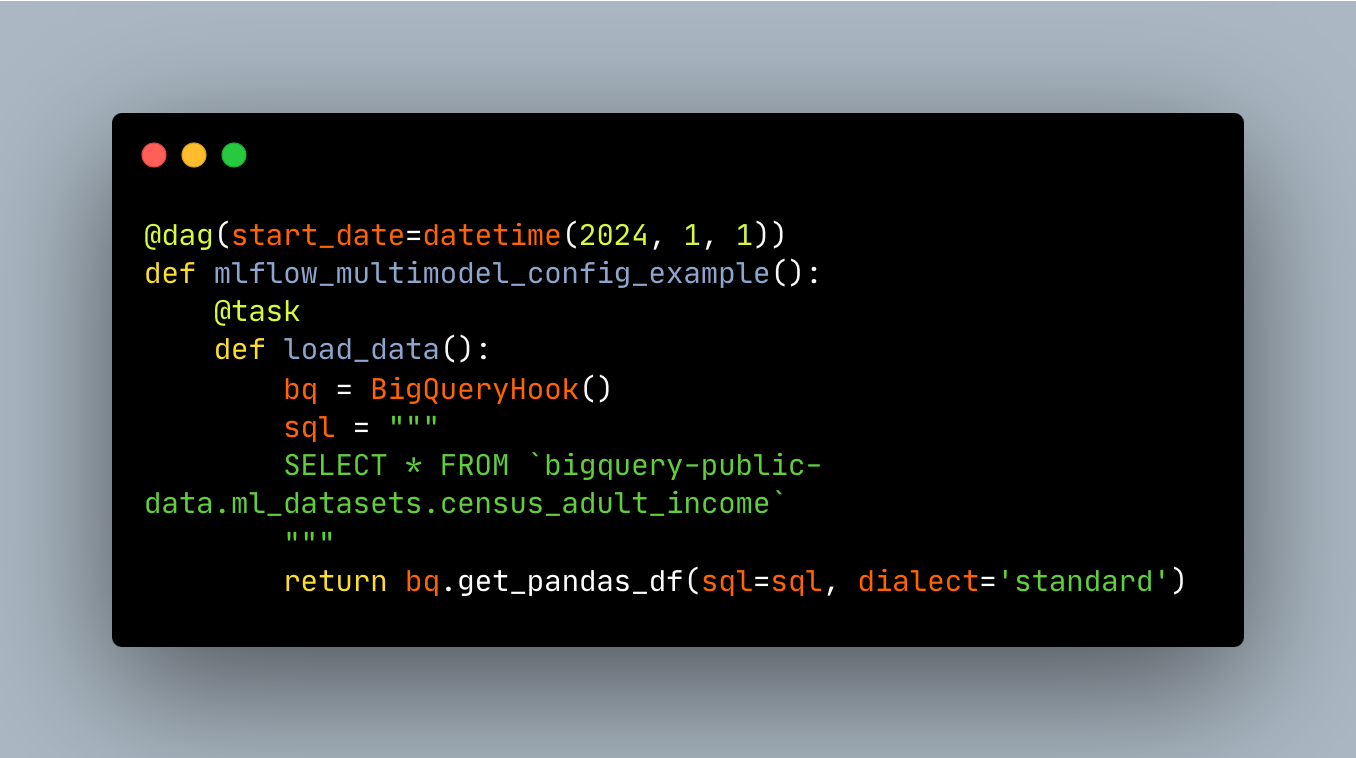 @dag(start_date=datetime(2024, 1, 1))
def mlflow_multimodel_config_example():
    @task
    def load_data():
        bq = BigQueryHook()
        sql = """
        SELECT * FROM `bigquery-public-
data.ml_datasets.census_adult_income`
        """
        return bq.get_pandas_df(sql=sql, dialect='standard')